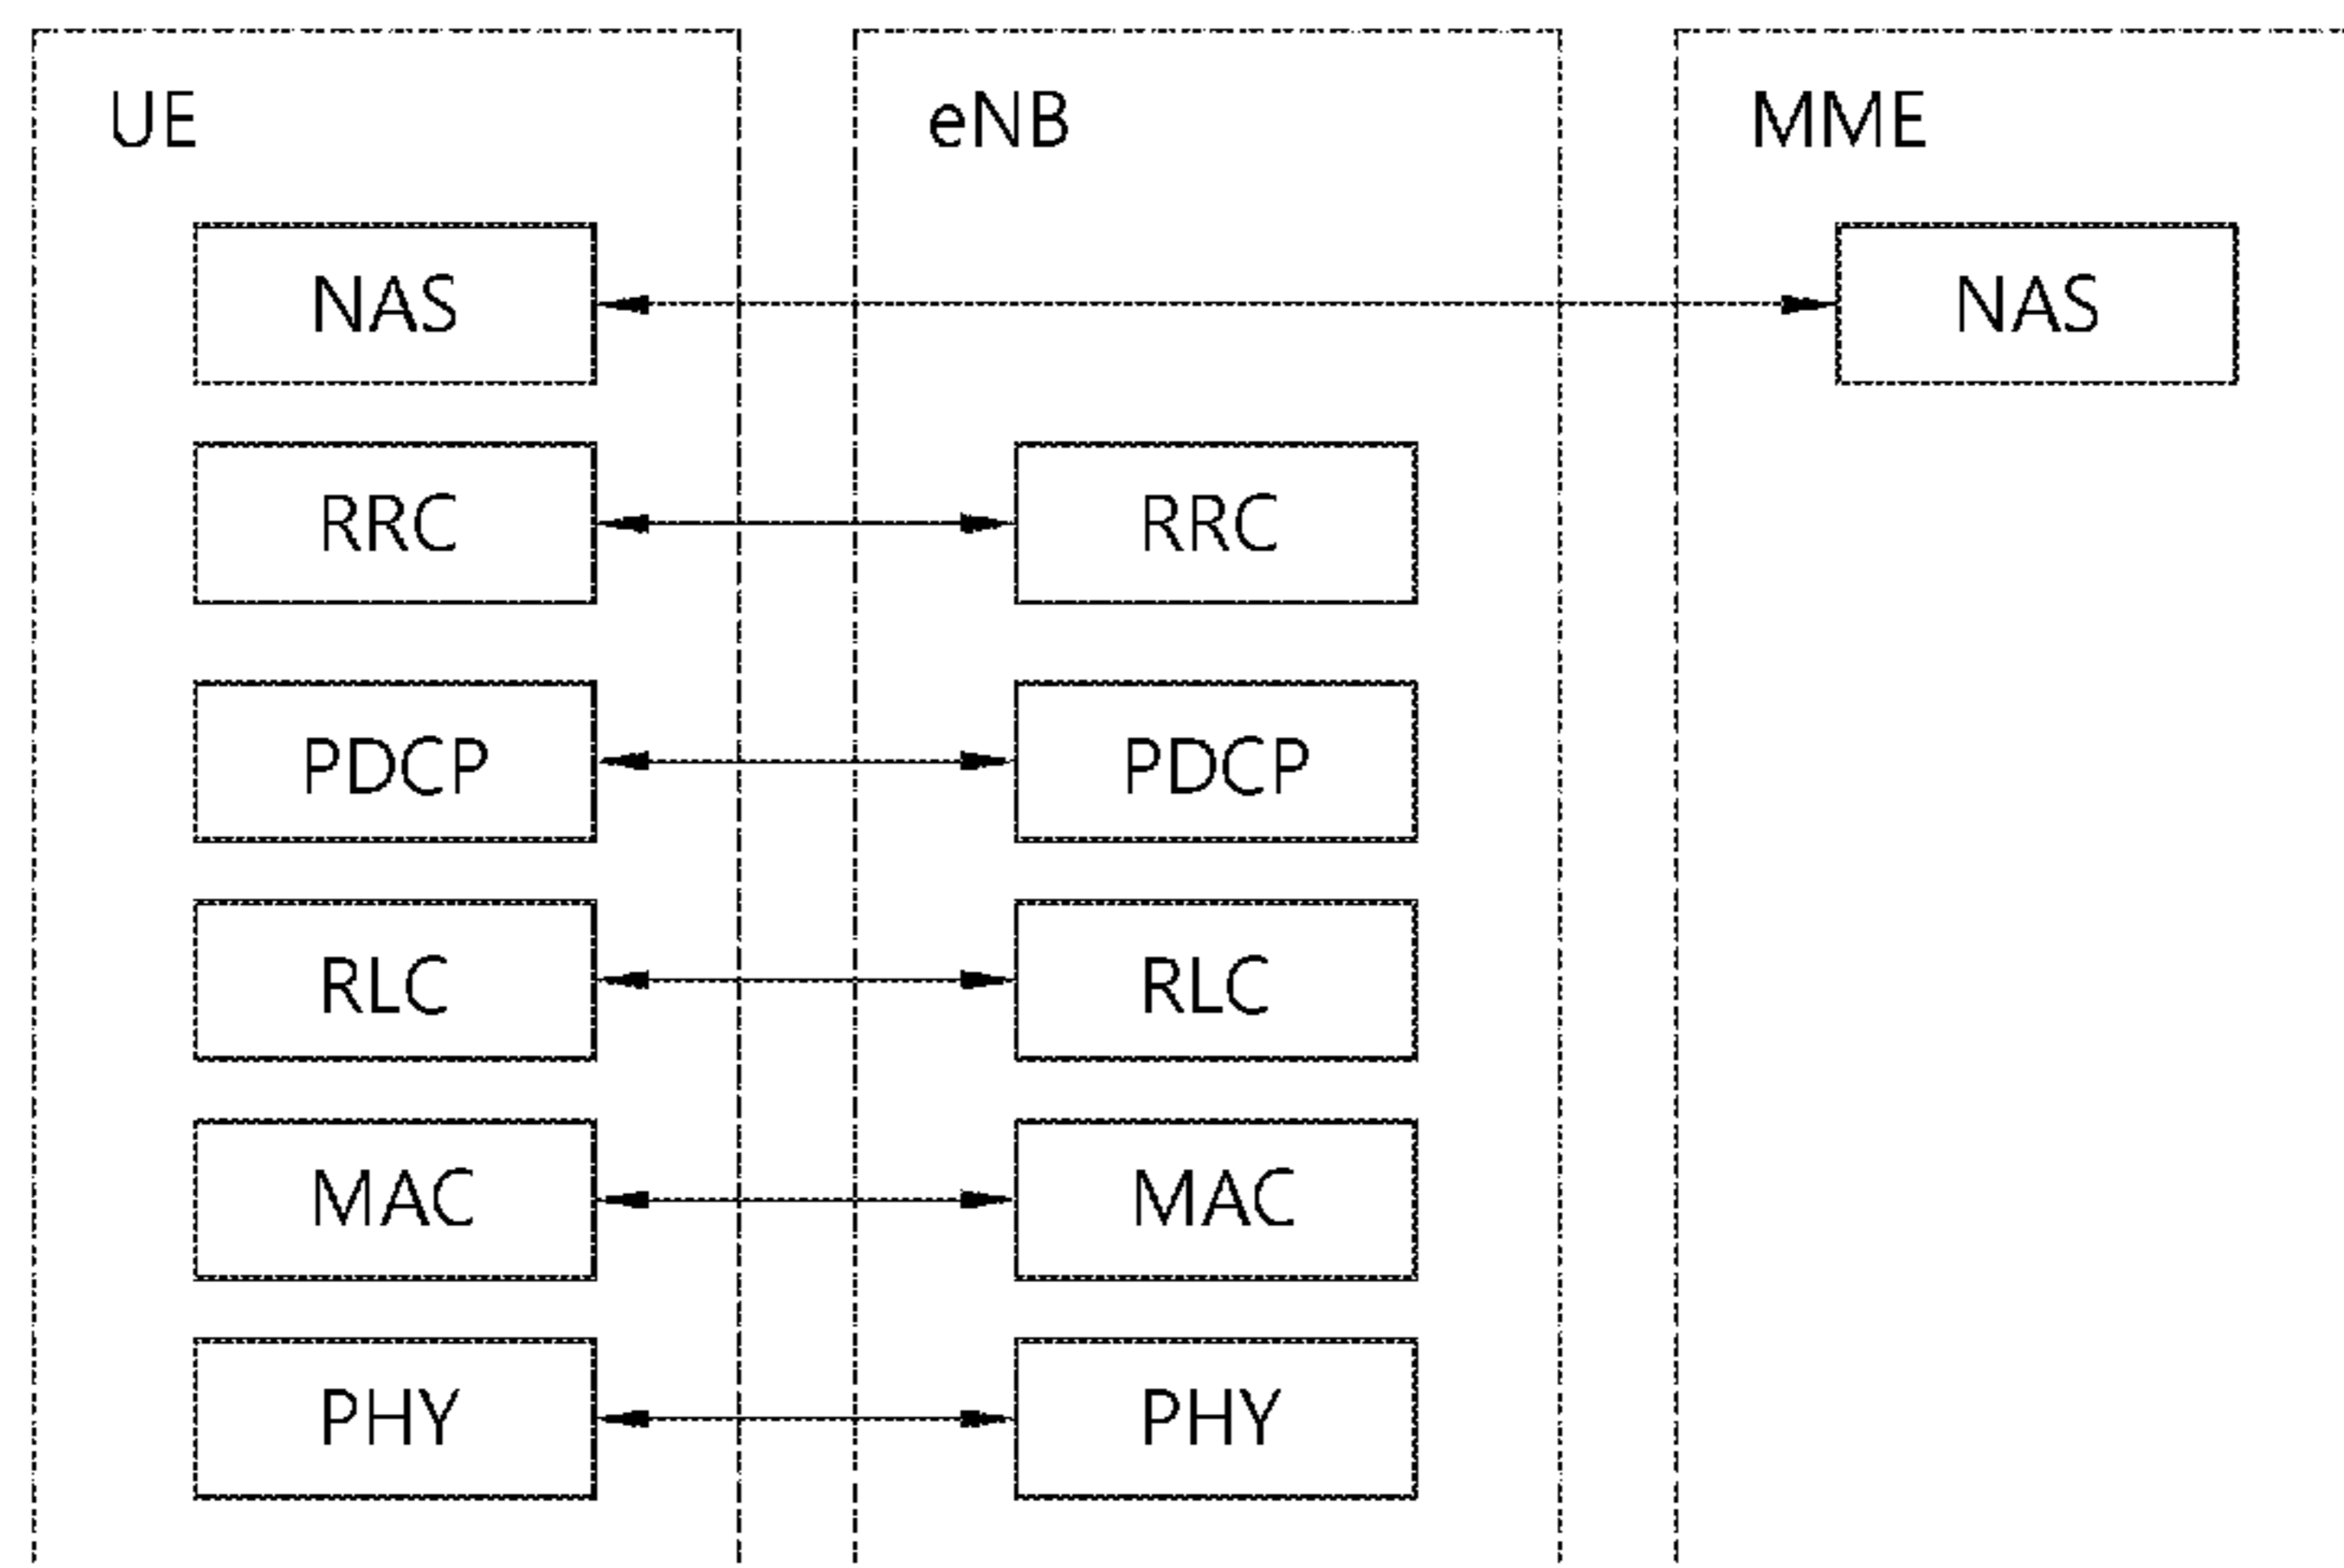 UE eNB MME
NAS NAS
RRC RRC
PDCP PDCP
RLC RLC
MAC MAC
PHY PHY